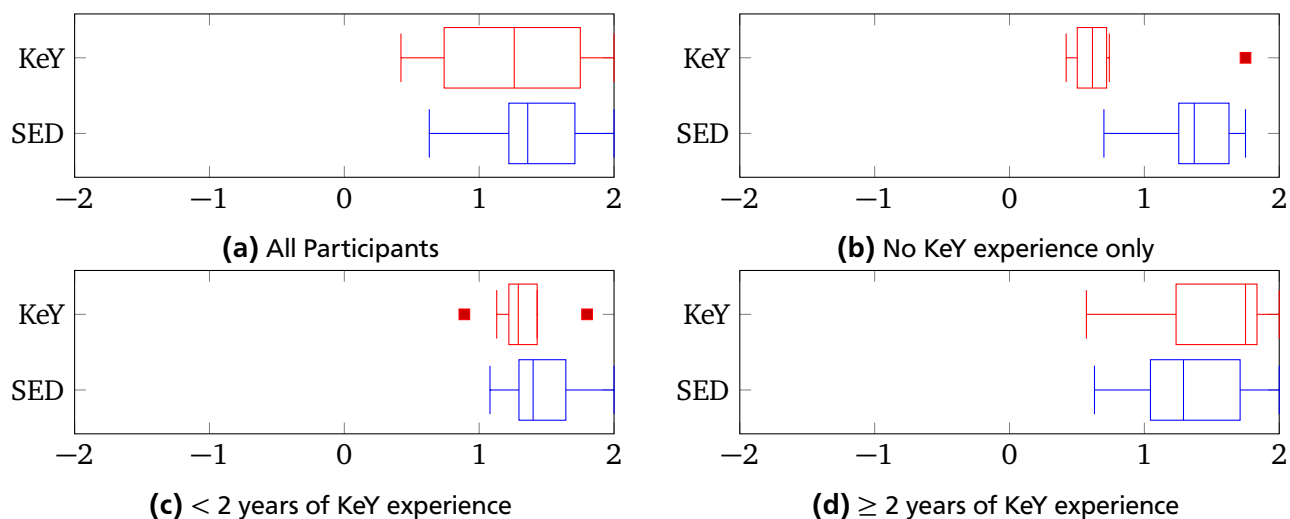 KeY
SED
−2 −1 0 1 2
(a) All Participants
KeY
SED
−2 −1 0 1 2
(b) No KeY experience only
KeY
SED
−2 −1 0 1 2
(c) < 2 years of KeY experience
KeY
SED
−2 −1 0 1 2
(d) ≥ 2 years of KeY experience